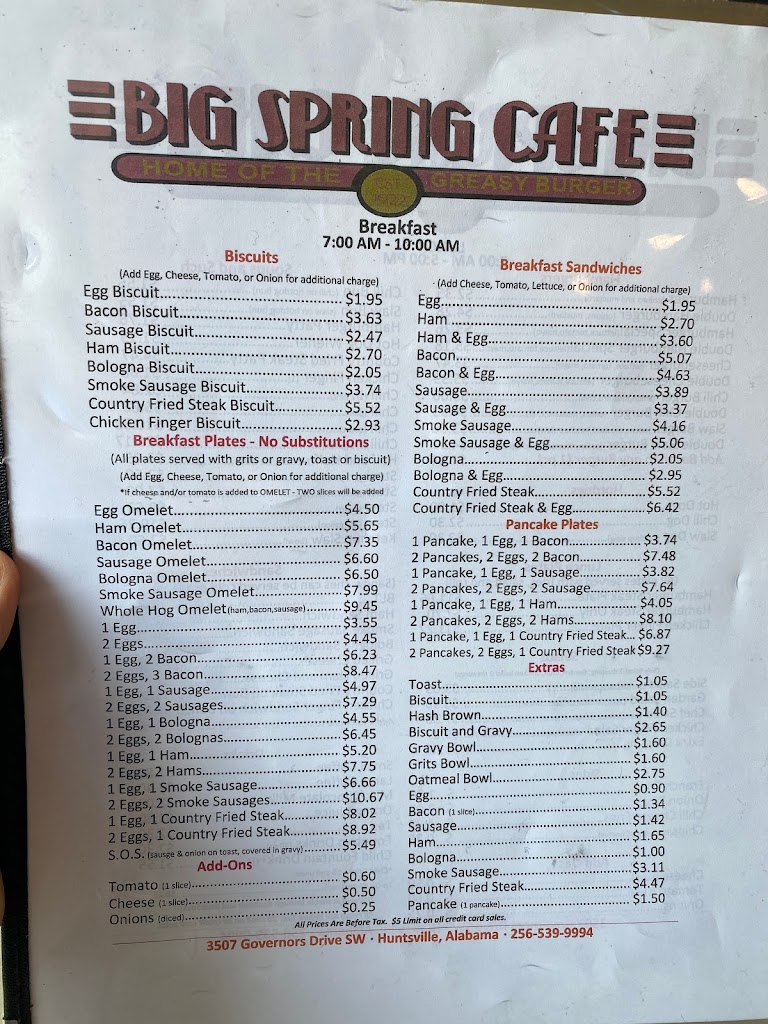 BIG SPRING CAFE
HOME OF THE GREASY BURGER
Breakfast
7:00 AM - 10:00 AM
Biscuits
(Add Egg, Cheese, Tomato, or Onion for additional charge)
Egg Biscuit $1.95
Bacon Biscuit $3.63
Sausage Biscuit $2.47
Ham Biscuit $2.70
Bologna Biscuit $2.05
Smoke Sausage Biscuit $3.74
Country Fried Steak Biscuit $5.52
Chicken Finger Biscuit $2.93
Breakfast Plates - No Substitutions
(All plates served with grits or gravy, toast or biscuit)
(Add Egg, Cheese, Tomato, or Onion for additional charge)
*If cheese and/or tomato is added to OMELET - TWO slices will be added
Egg Omelet $4.50
Ham Omelet $5.65
Bacon Omelet $7.35
Sausage Omelet $6.60
Bologna Omelet $6.50
Smoke Sausage Omelet $7.99
Whole Hog Omelet (ham,bacon,sausage) $9.45
1 Egg $3.55
2 Eggs $4.45
1 Egg, 2 Bacon $6.23
2 Eggs, 3 Bacon $8.47
1 Egg, 1 Sausage $4.97
2 Eggs, 2 Sausages $7.29
1 Egg, 1 Bologna $4.55
2 Eggs, 2 Bolognas $6.45
1 Egg, 1 Ham $5.20
2 Eggs, 2 Hams $7.75
1 Egg, 1 Smoke Sausage $6.66
2 Eggs, 2 Smoke Sausages $10.67
1 Egg, 1 Country Fried Steak $8.02
2 Eggs, 1 Country Fried Steak $8.92
S.O.S. (sausge & onion on toast, covered in gravy) $5.49
Add-Ons
Tomato (1 slice) $0.60
Cheese (1 slice) $0.50
Onions (diced) $0.25
Breakfast Sandwiches
(Add Cheese, Tomato, Lettuce, or Onion for additional charge)
Egg $1.95
Ham $2.70
Ham & Egg $3.60
Bacon $5.07
Bacon & Egg $4.63
Sausage $3.89
Sausage & Egg $3.37
Smoke Sausage $4.16
Smoke Sausage & Egg $5.06
Bologna $2.05
Bologna & Egg $2.95
Country Fried Steak $5.52
Country Fried Steak & Egg $6.42
Pancake Plates
1 Pancake, 1 Egg, 1 Bacon $3.74
2 Pancakes, 2 Eggs, 2 Bacon $7.48
1 Pancake, 1 Egg, 1 Sausage $3.82
2 Pancakes, 2 Eggs, 2 Sausage $7.64
1 Pancake, 1 Egg, 1 Ham $4.05
2 Pancakes, 2 Eggs, 2 Hams $8.10
1 Pancake, 1 Egg, 1 Country Fried Steak $6.87
2 Pancakes, 2 Eggs, 1 Country Fried Steak $9.27
Extras
Toast $1.05
Biscuit $1.05
Hash Brown $1.40
Biscuit and Gravy $2.65
Gravy Bowl $1.60
Grits Bowl $1.60
Oatmeal Bowl $2.75
Egg $0.90
Bacon (1 slice) $1.34
Sausage $1.42
Ham $1.65
Bologna $1.00
Smoke Sausage $3.11
Country Fried Steak $4.47
Pancake (1 pancake) $1.50
All Prices Are Before Tax. $5 Limit on all credit card sales.
3507 Governors Drive SW · Huntsville, Alabama · 256-539-9994